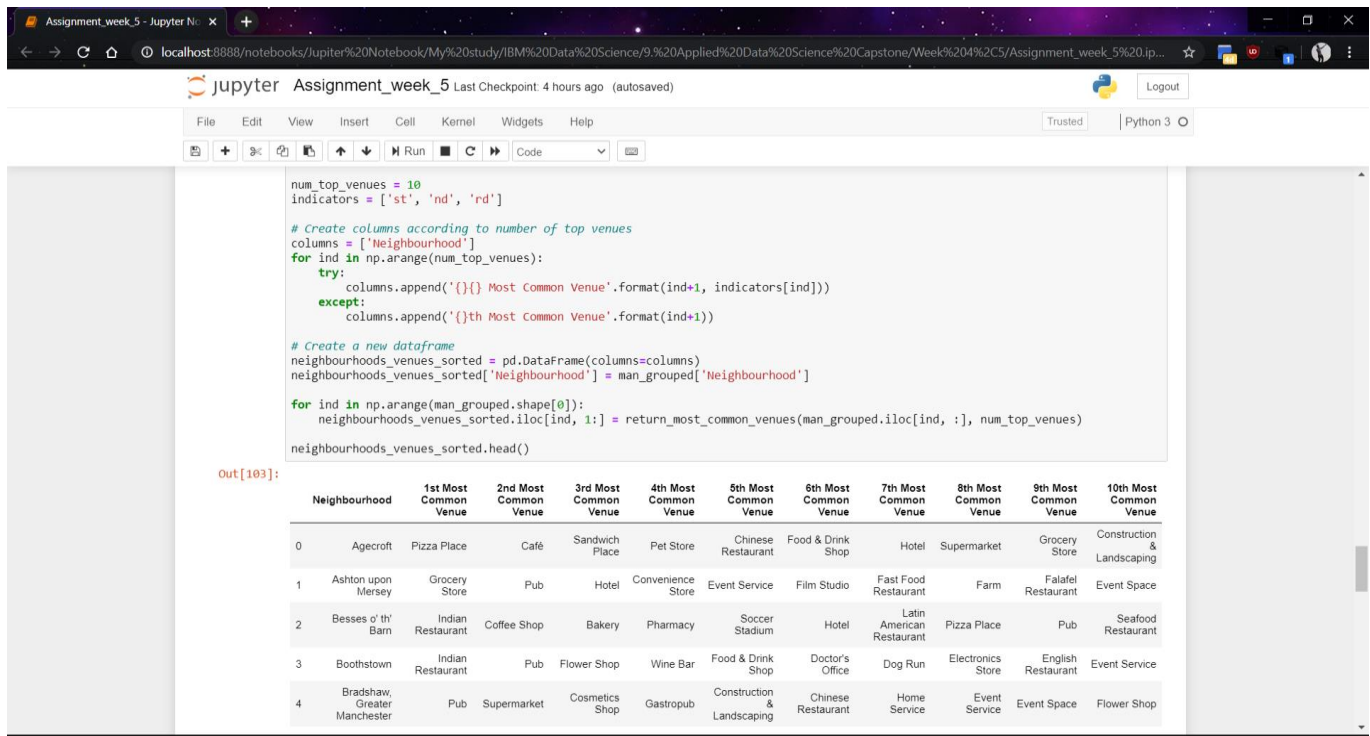 Assignment_week_5 - Jupyter No
localhost:8888/notebooks/Jupiter%20Notebook/My%20study/IBM%20Data%20Science/9.%20Applied%20Data%20Science%20Capstone/Week%204%2C5/Assignment_week_5%20.ip...
jupyter Assignment_week_5 Last Checkpoint: 4 hours ago (autosaved)
Logout
File Edit View Insert Cell Kernel Widgets Help
Trusted Python 3
Run Code
num_top_venues = 10
indicators = ['st', 'nd', 'rd']
# Create columns according to number of top venues
columns = ['Neighbourhood']
for ind in np.arange(num_top_venues):
    try:
        columns.append('{}{} Most Common Venue'.format(ind+1, indicators[ind]))
    except:
        columns.append('{}th Most Common Venue'.format(ind+1))
# Create a new dataframe
neighbourhoods_venues_sorted = pd.DataFrame(columns=columns)
neighbourhoods_venues_sorted['Neighbourhood'] = man_grouped['Neighbourhood']
for ind in np.arange(man_grouped.shape[0]):
    neighbourhoods_venues_sorted.iloc[ind, 1:] = return_most_common_venues(man_grouped.iloc[ind, :], num_top_venues)
neighbourhoods_venues_sorted.head()
Out[103]:
Neighbourhood 1st Most Common Venue 2nd Most Common Venue 3rd Most Common Venue 4th Most Common Venue 5th Most Common Venue 6th Most Common Venue 7th Most Common Venue 8th Most Common Venue 9th Most Common Venue 10th Most Common Venue
0 Agecroft Pizza Place Café Sandwich Place Pet Store Chinese Restaurant Food & Drink Shop Hotel Supermarket Grocery Store Construction & Landscaping
1 Ashton upon Mersey Grocery Store Pub Hotel Convenience Store Event Service Film Studio Fast Food Restaurant Farm Falafel Restaurant Event Space
2 Besses o' th' Barn Indian Restaurant Coffee Shop Bakery Pharmacy Soccer Stadium Hotel Latin American Restaurant Pizza Place Pub Seafood Restaurant
3 Boothstown Indian Restaurant Pub Flower Shop Wine Bar Food & Drink Shop Doctor's Office Dog Run Electronics Store English Restaurant Event Service
4 Bradshaw, Greater Manchester Pub Supermarket Cosmetics Shop Gastropub Construction & Landscaping Chinese Restaurant Home Service Event Service Event Space Flower Shop